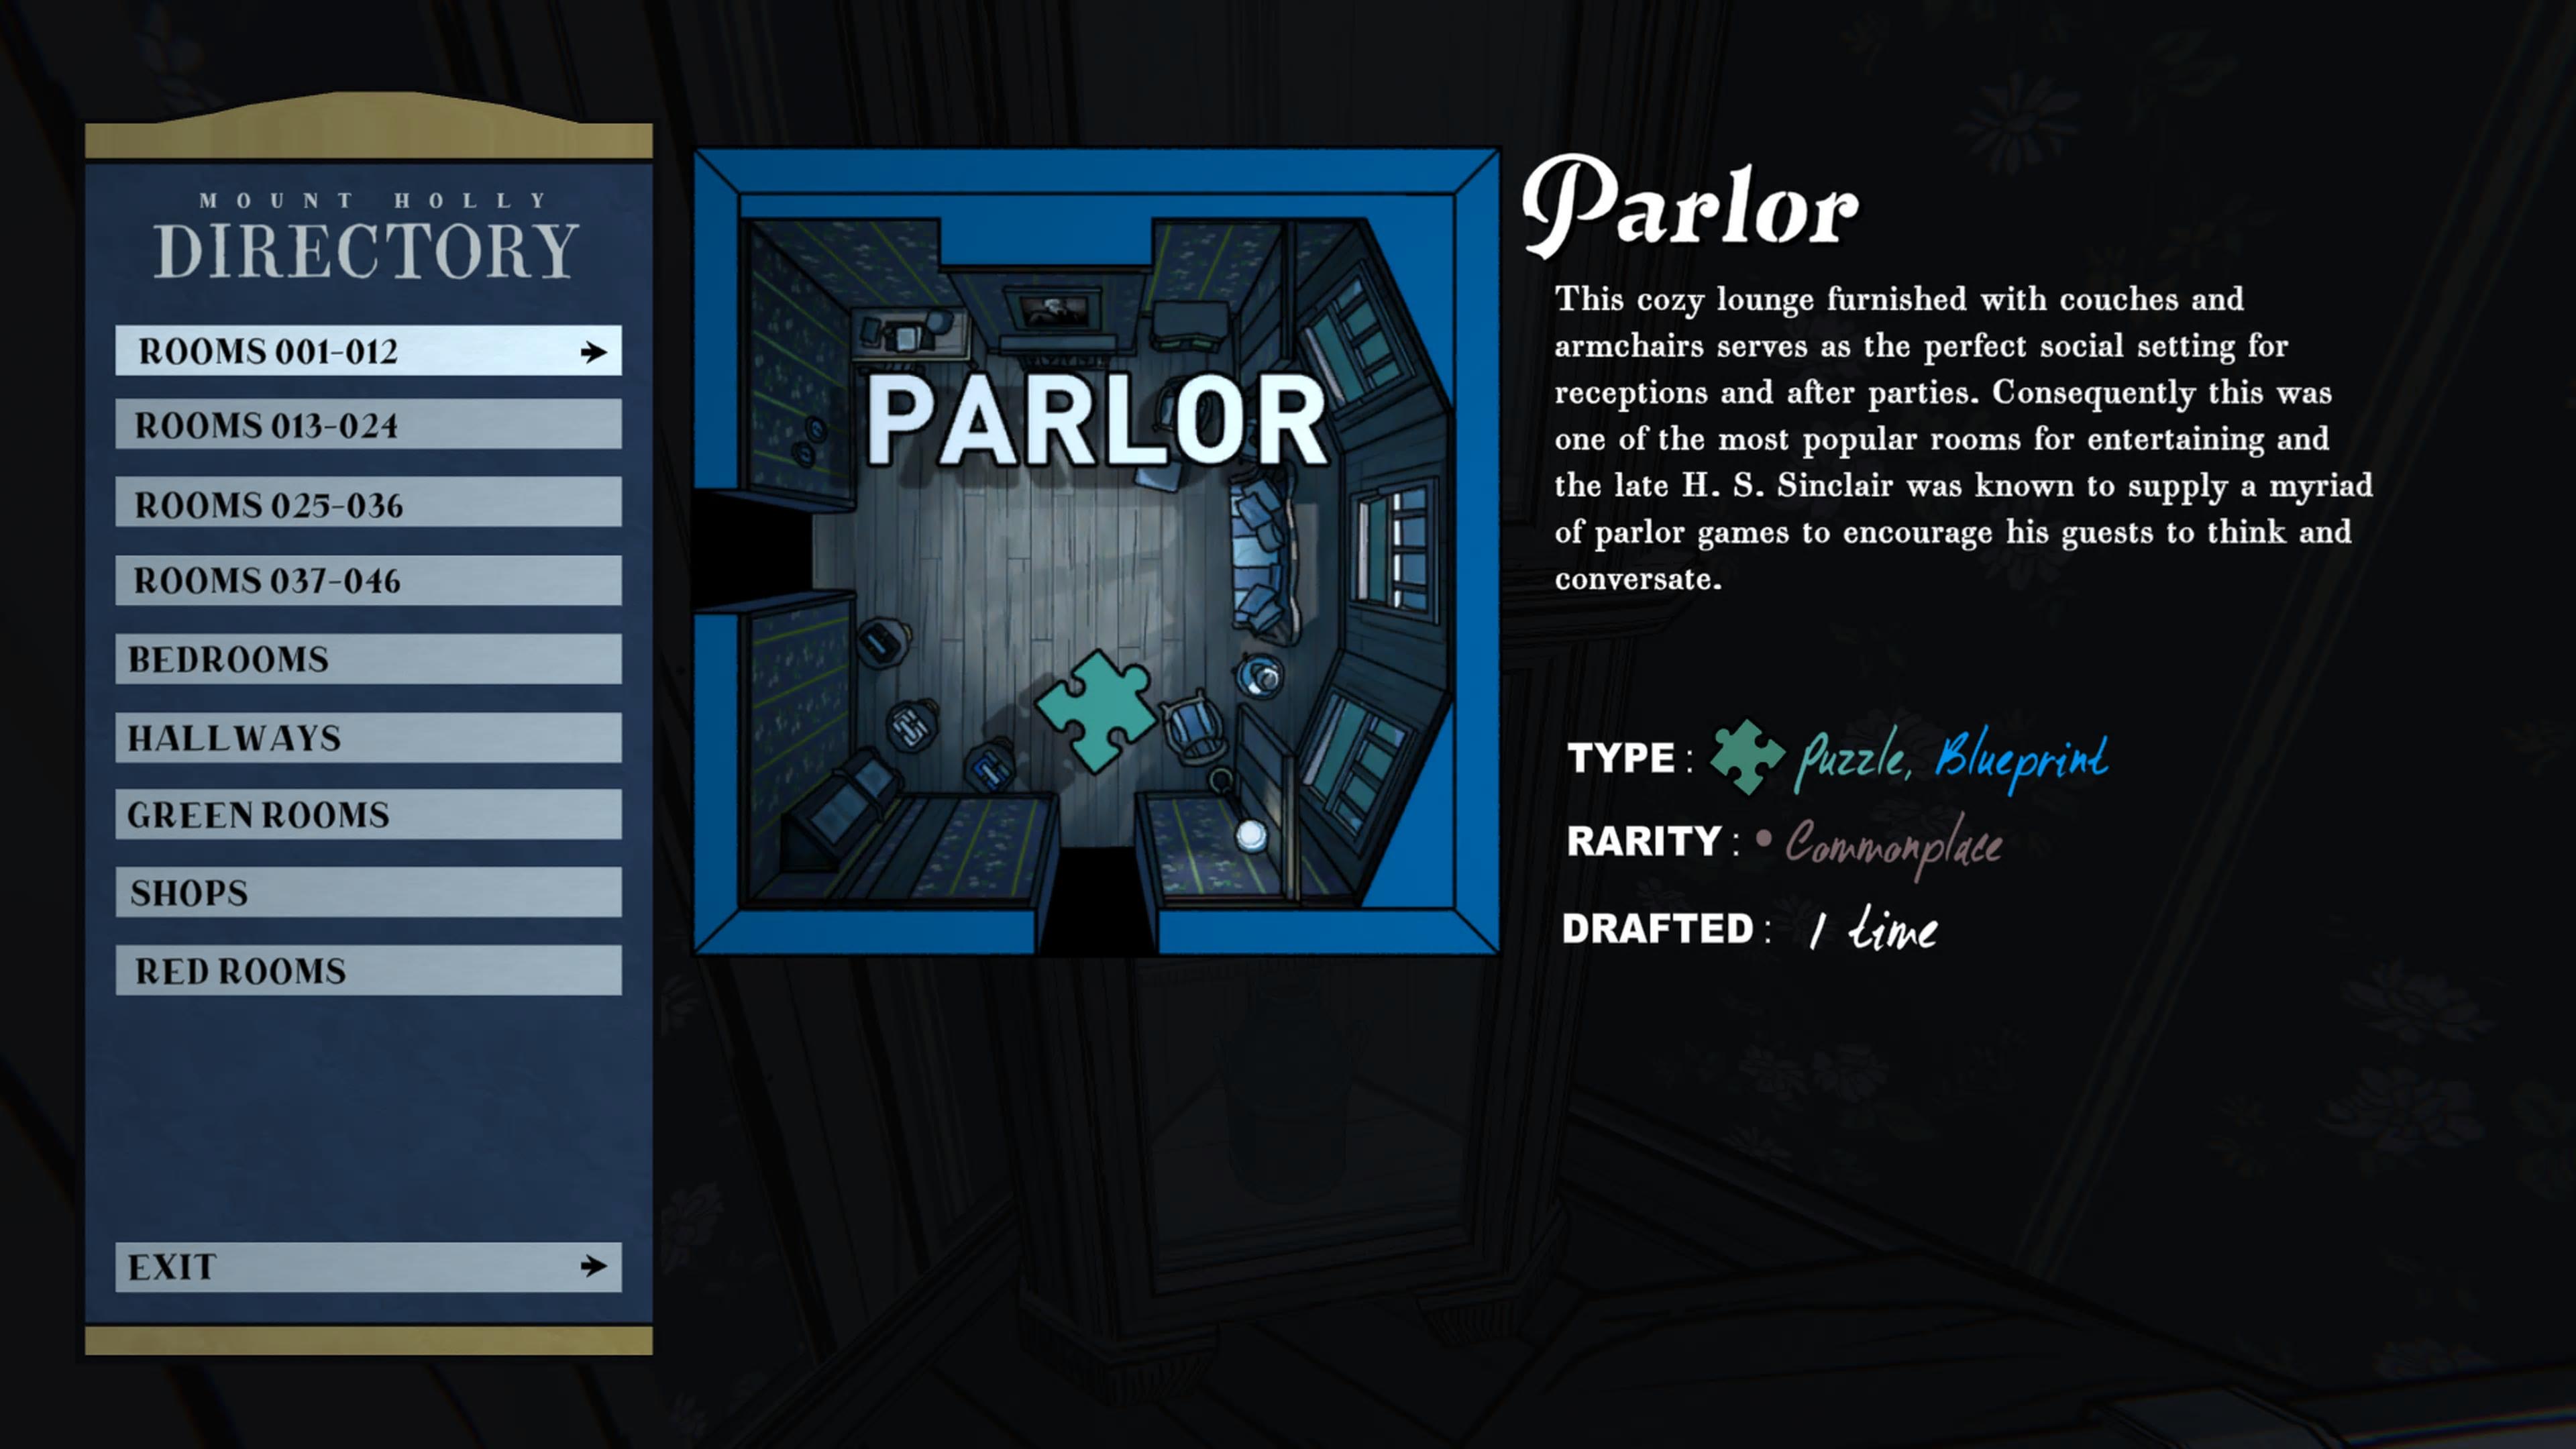 MOUNT HOLLY
DIRECTORY
ROOMS 001-012
ROOMS 013-024
ROOMS 025-036
ROOMS 037-046
BEDROOMS
HALLWAYS
GREEN ROOMS
SHOPS
RED ROOMS
EXIT
PARLOR
Parlor
This cozy lounge furnished with couches and
armchairs serves as the perfect social setting for
receptions and after parties. Consequently this was
one of the most popular rooms for entertaining and
the late H. S. Sinclair was known to supply a myriad
of parlor games to encourage his guests to think and
conversate.
TYPE : Puzzle, Blueprint
RARITY : • Commonplace
DRAFTED : 1 time